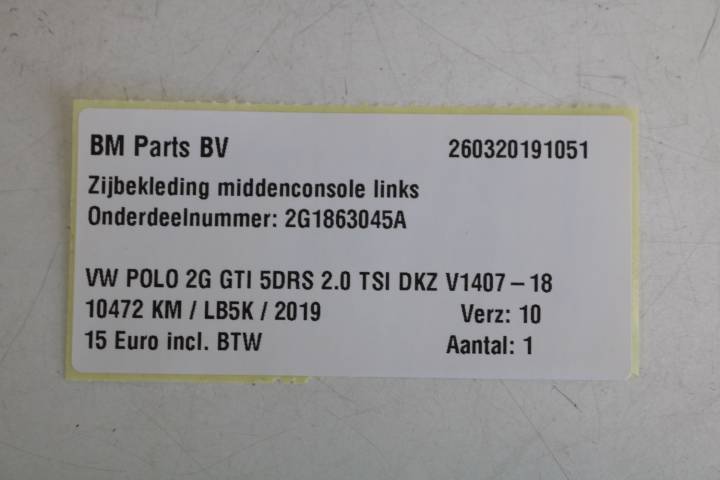 BM Parts BV 260320191051
Zijbekleding middenconsole links
Onderdeelnummer: 2G1863045A
VW POLO 2G GTI 5DRS 2.0 TSI DKZ V1407 – 18
10472 KM / LB5K / 2019 Verz: 10
15 Euro incl. BTW Aantal: 1